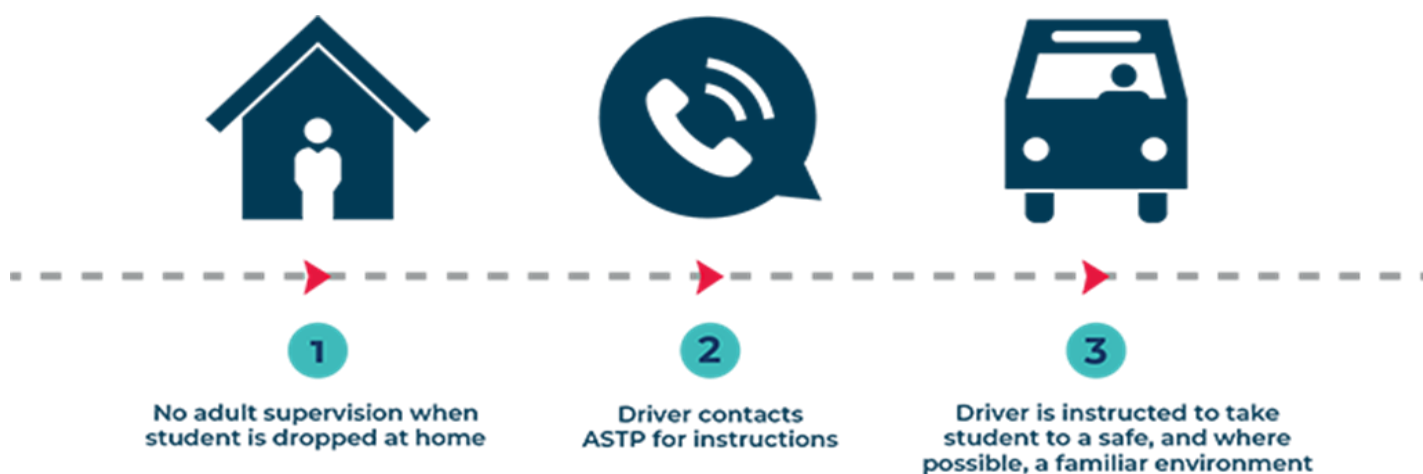 1
No adult supervision when
student is dropped at home
2
Driver contacts
ASTP for instructions
3
Driver is instructed to take
student to a safe, and where
possible, a familiar environment